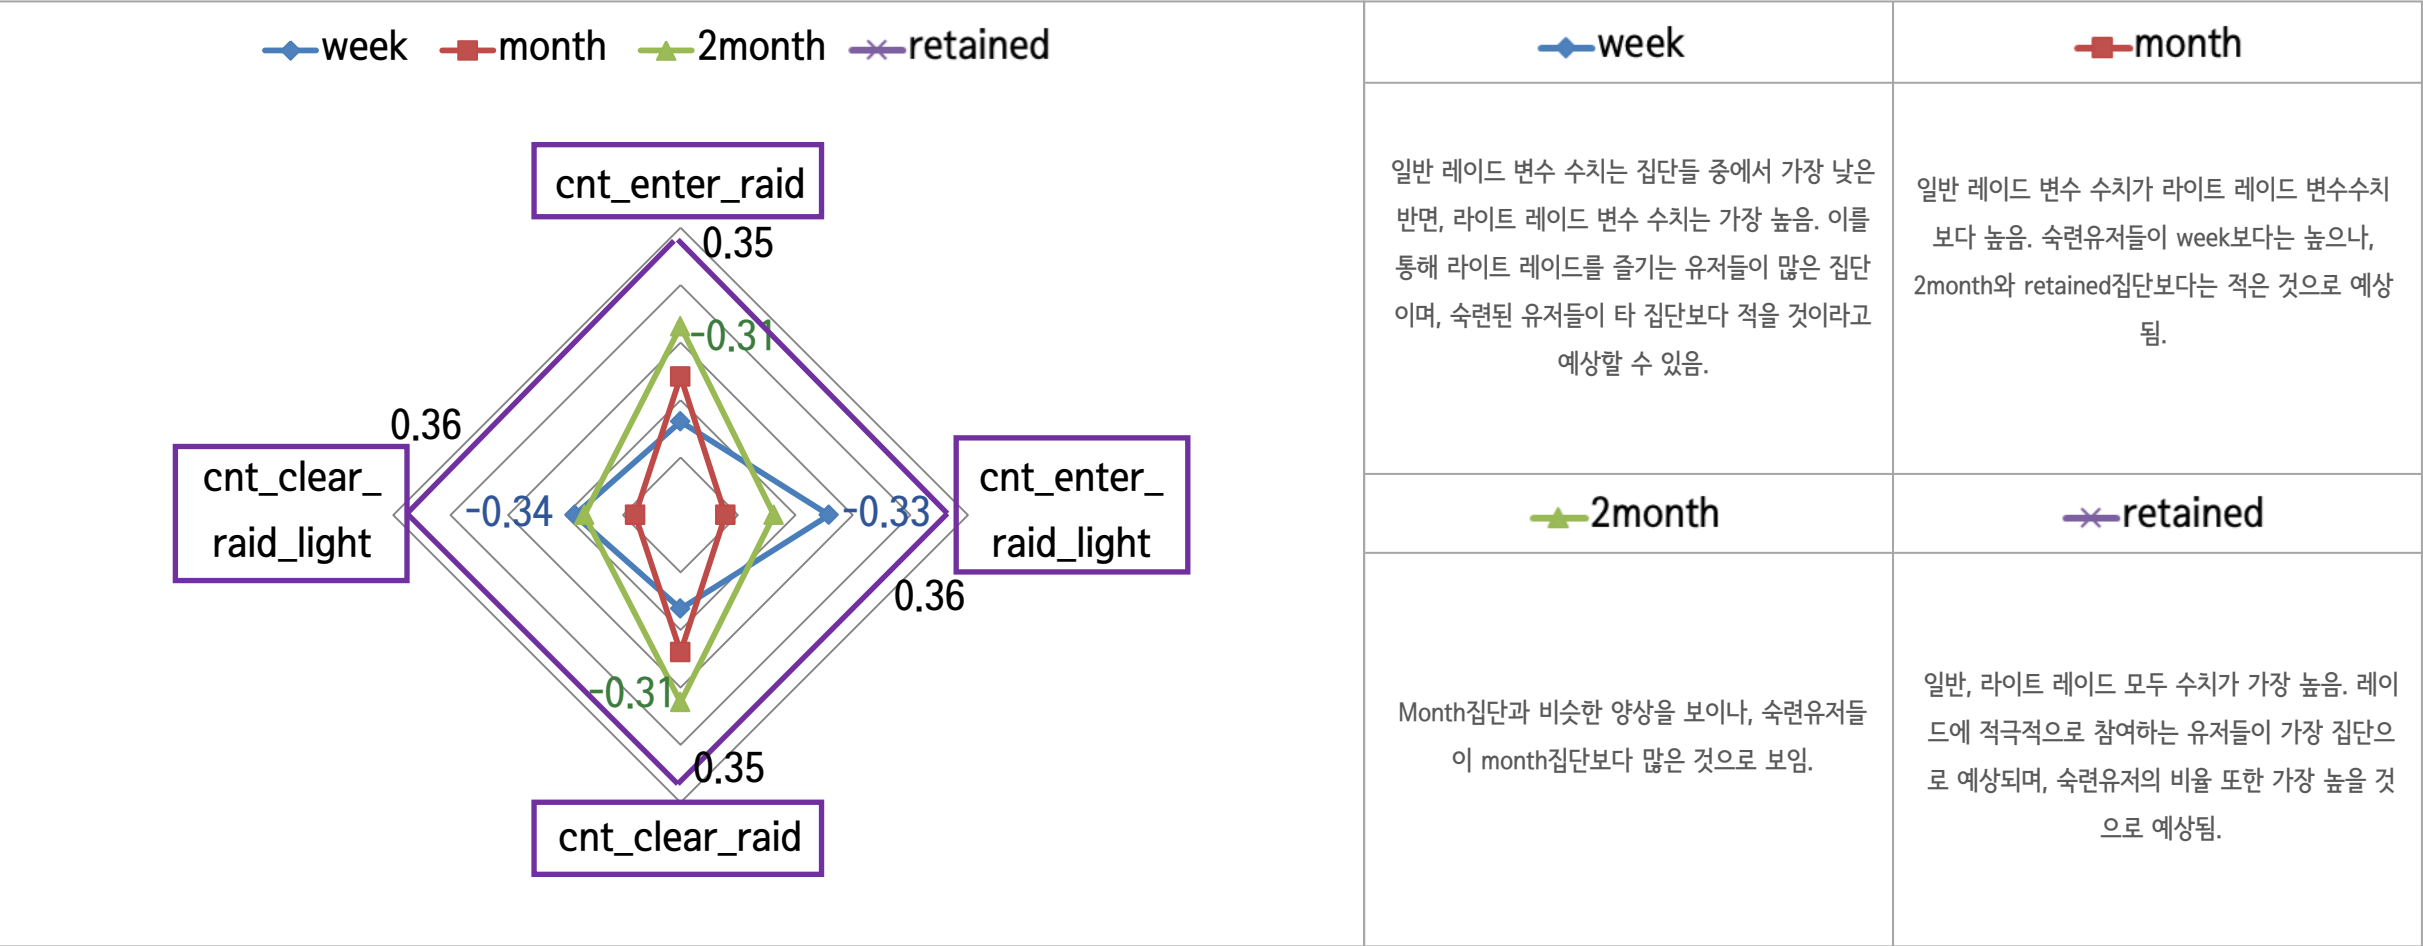 week month 2month retained
cnt_enter_raid
0.35
-0.31
0.36
cnt_clear_
raid_light
-0.34
-0.33
cnt_enter_
raid_light
0.36
-0.31
0.35
cnt_clear_raid
week
일반 레이드 변수 수치는 집단들 중에서 가장 낮은
반면, 라이트 레이드 변수 수치는 가장 높음. 이를
통해 라이트 레이드를 즐기는 유저들이 많은 집단
이며, 숙련된 유저들이 타 집단보다 적을 것이라고
예상할 수 있음.
month
일반 레이드 변수 수치가 라이트 레이드 변수수치
보다 높음. 숙련유저들이 week보다는 높으나,
2month와 retained집단보다는 적은 것으로 예상
됨.
2month
Month집단과 비슷한 양상을 보이나, 숙련유저들
이 month집단보다 많은 것으로 보임.
retained
일반, 라이트 레이드 모두 수치가 가장 높음. 레이
드에 적극적으로 참여하는 유저들이 가장 집단으
로 예상되며, 숙련유저의 비율 또한 가장 높을 것
으로 예상됨.